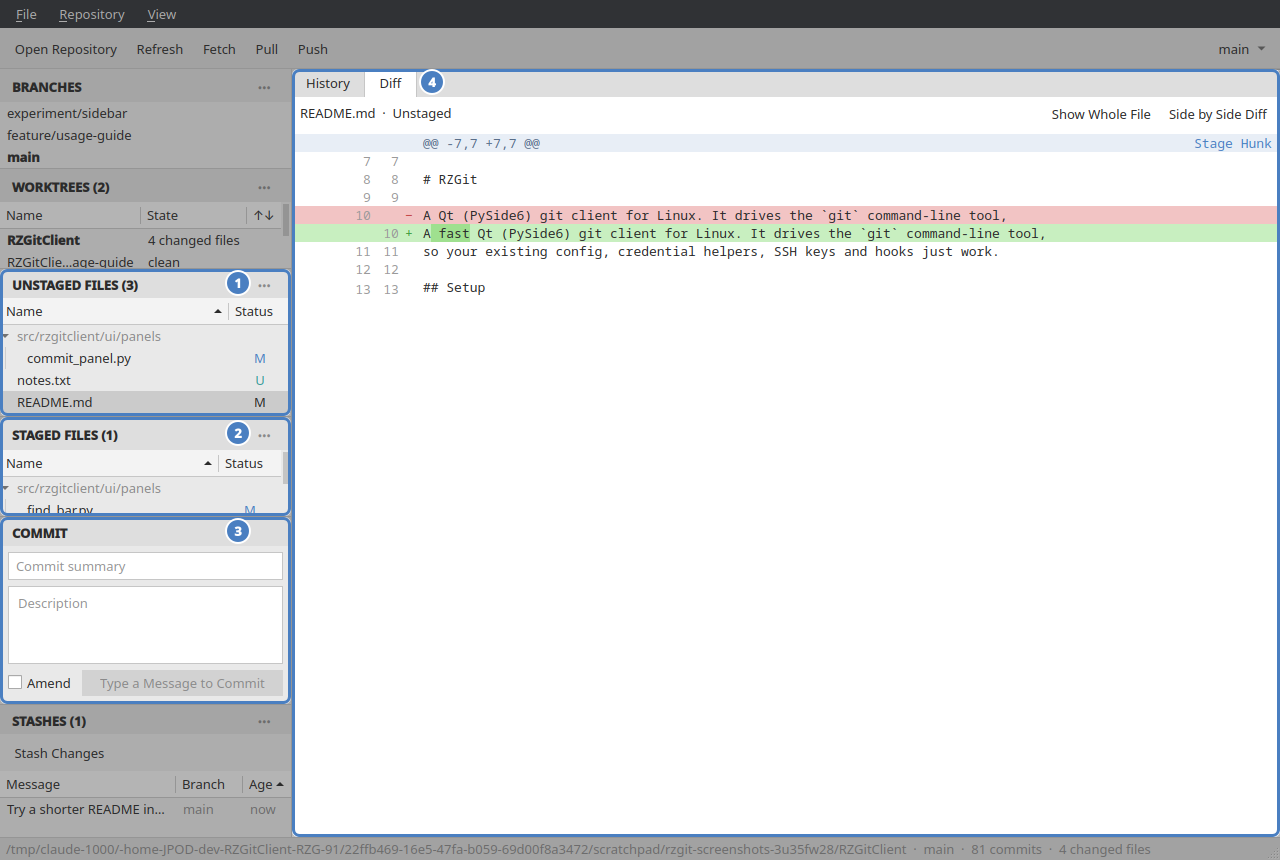 File Repository View
Open Repository Refresh Fetch Pull Push main
BRANCHES ···
experiment/sidebar
feature/usage-guide
main
WORKTREES (2) ···
Name State ↑↓
RZGitClient 4 changed files
RZGitClie...age-guide clean
UNSTAGED FILES (3) 1 ···
Name Status
src/rzgitclient/ui/panels
commit_panel.py M
notes.txt U
README.md M
STAGED FILES (1) 2 ···
Name Status
src/rzgitclient/ui/panels
find_bar.py M
COMMIT 3
Commit summary
Description
Amend Type a Message to Commit
STASHES (1) ···
Stash Changes
Message Branch Age
Try a shorter README in... main now
History Diff 4
README.md · Unstaged Show Whole File Side by Side Diff
@@ -7,7 +7,7 @@ Stage Hunk
7 7
8 8 # RZGit
9 9
10 − A Qt (PySide6) git client for Linux. It drives the `git` command-line tool,
10 + A fast Qt (PySide6) git client for Linux. It drives the `git` command-line tool,
11 11 so your existing config, credential helpers, SSH keys and hooks just work.
12 12
13 13 ## Setup
/tmp/claude-1000/-home-JPOD-dev-RZGitClient-RZG-91/22ffb469-16e5-47fa-b059-69d00f8a3472/scratchpad/rzgit-screenshots-3u35fw28/RZGitClient · main · 81 commits · 4 changed files